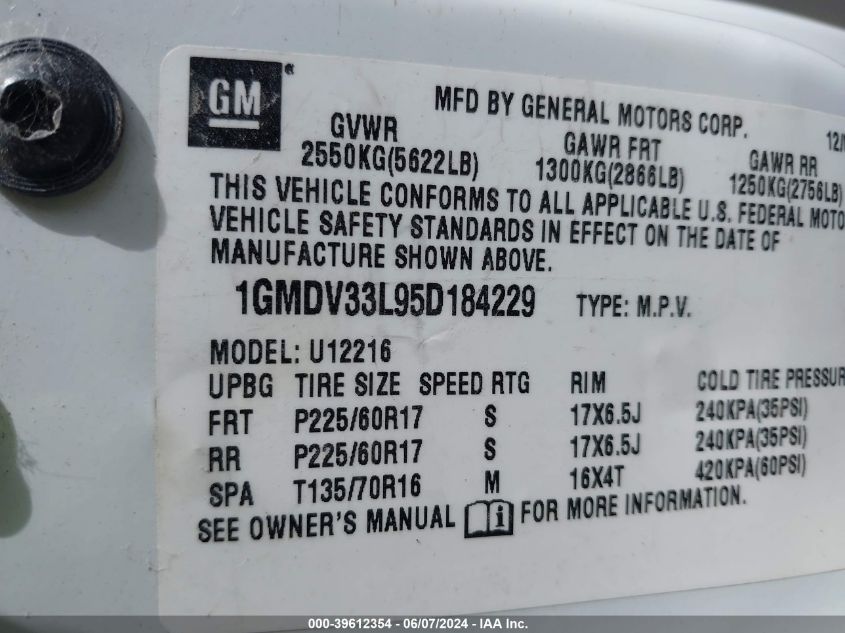 GM®
MFD BY GENERAL MOTORS CORP.
12/
GVWR GAWR FRT GAWR RR
2550KG(5622LB) 1300KG(2866LB) 1250KG(2756LB)
THIS VEHICLE CONFORMS TO ALL APPLICABLE U.S. FEDERAL MOTO
VEHICLE SAFETY STANDARDS IN EFFECT ON THE DATE OF
MANUFACTURE SHOWN ABOVE.
1GMDV33L95D184229 TYPE: M.P.V.
MODEL: U12216
UPBG TIRE SIZE SPEED RTG RIM COLD TIRE PRESSUR
FRT P225/60R17 S 17X6.5J 240KPA(35PSI)
RR P225/60R17 S 17X6.5J 240KPA(35PSI)
SPA T135/70R16 M 16X4T 420KPA(60PSI)
SEE OWNER'S MANUAL FOR MORE INFORMATION.
000-39612354 | 06/07/2024 - IAA Inc.